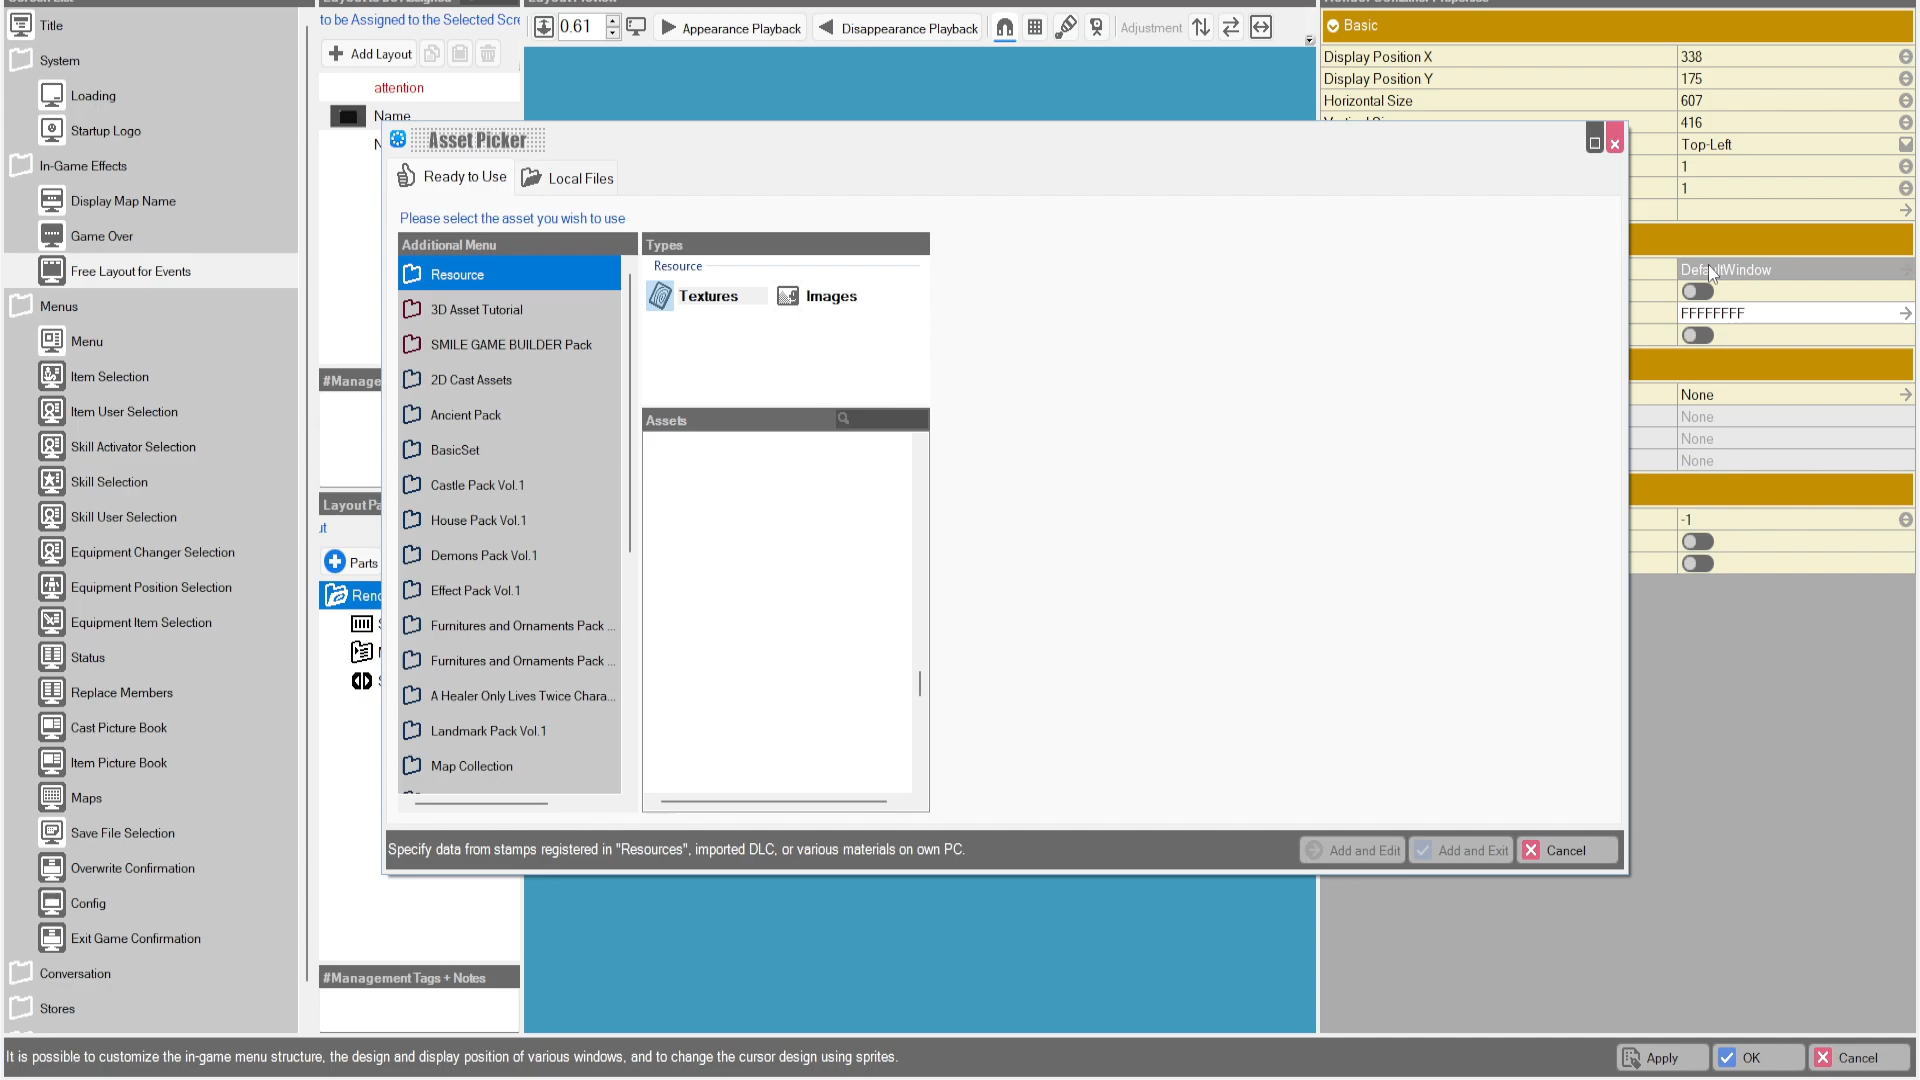 to be Assigned to the Selected Scre
0.61
Appearance Playback
Disappearance Playback
Adjustment
Add Layout
attention
Name
Title
System
Loading
Startup Logo
In-Game Effects
Display Map Name
Game Over
Free Layout for Events
Menus
Menu
Item Selection
Item User Selection
Skill Activator Selection
Skill Selection
Skill User Selection
Equipment Changer Selection
Equipment Position Selection
Equipment Item Selection
Status
Replace Members
Cast Picture Book
Item Picture Book
Maps
Save File Selection
Overwrite Confirmation
Config
Exit Game Confirmation
Conversation
Stores
#Manage
Layout Pa
ut
Parts
Rend
#Management Tags + Notes
Asset Picker
Ready to Use
Local Files
Please select the asset you wish to use
Additional Menu
Resource
3D Asset Tutorial
SMILE GAME BUILDER Pack
2D Cast Assets
Ancient Pack
BasicSet
Castle Pack Vol.1
House Pack Vol.1
Demons Pack Vol.1
Effect Pack Vol.1
Furnitures and Ornaments Pack ...
Furnitures and Ornaments Pack ...
A Healer Only Lives Twice Chara...
Landmark Pack Vol.1
Map Collection
Types
Resource
Textures
Images
Assets
Specify data from stamps registered in "Resources", imported DLC, or various materials on own PC.
Add and Edit
Add and Exit
Cancel
Basic
Display Position X 338
Display Position Y 175
Horizontal Size 607
416
Top-Left
1
1
DefaultWindow
FFFFFFFF
None
None
None
None
-1
It is possible to customize the in-game menu structure, the design and display position of various windows, and to change the cursor design using sprites.
Apply
OK
Cancel